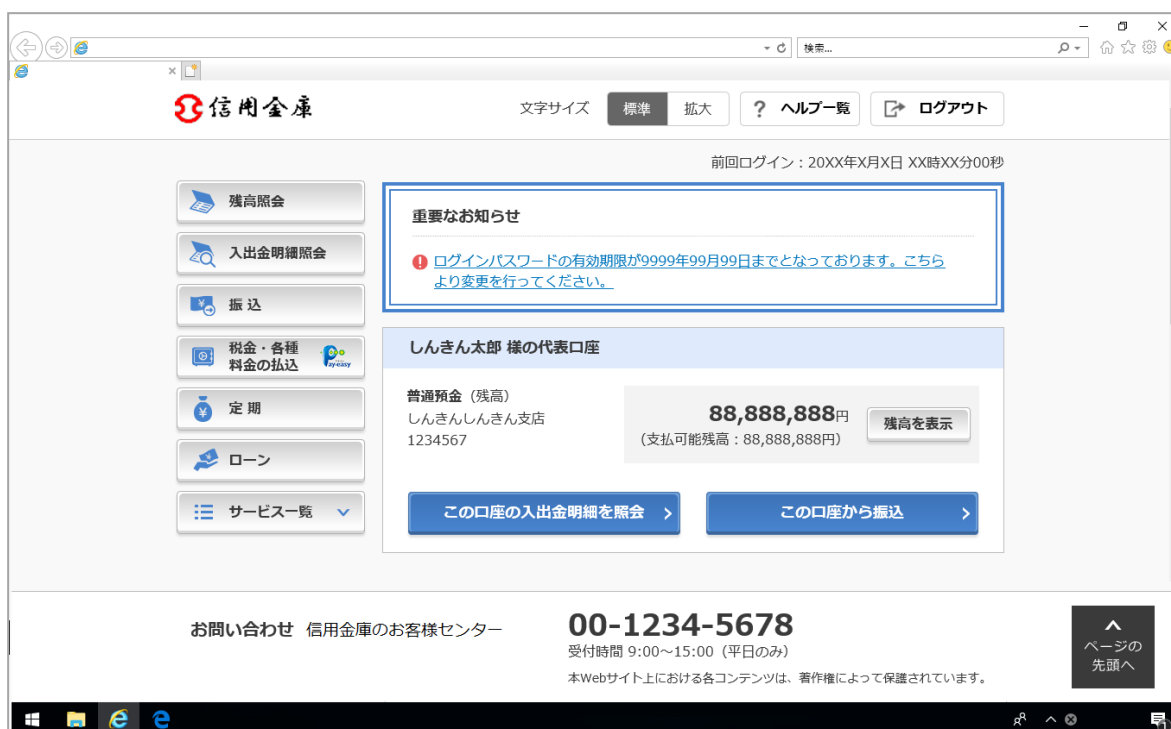 検索...
信用金庫
文字サイズ 標準 拡大 ? ヘルプ一覧 ログアウト
前回ログイン：20XX年X月X日 XX時XX分00秒
残高照会
入出金明細照会
振込
税金・各種
料金の払込
Pay-easy
定期
ローン
サービス一覧
重要なお知らせ
ログインパスワードの有効期限が9999年99月99日までとなっております。こちら
より変更を行ってください。
しんきん太郎 様の代表口座
普通預金（残高）
しんきんしんきん支店
1234567
88,888,888円
（支払可能残高：88,888,888円）
残高を表示
この口座の入出金明細を照会
この口座から振込
お問い合わせ 信用金庫のお客様センター
00-1234-5678
受付時間 9:00～15:00（平日のみ）
本Webサイト上における各コンテンツは、著作権によって保護されています。
ページの
先頭へ
1